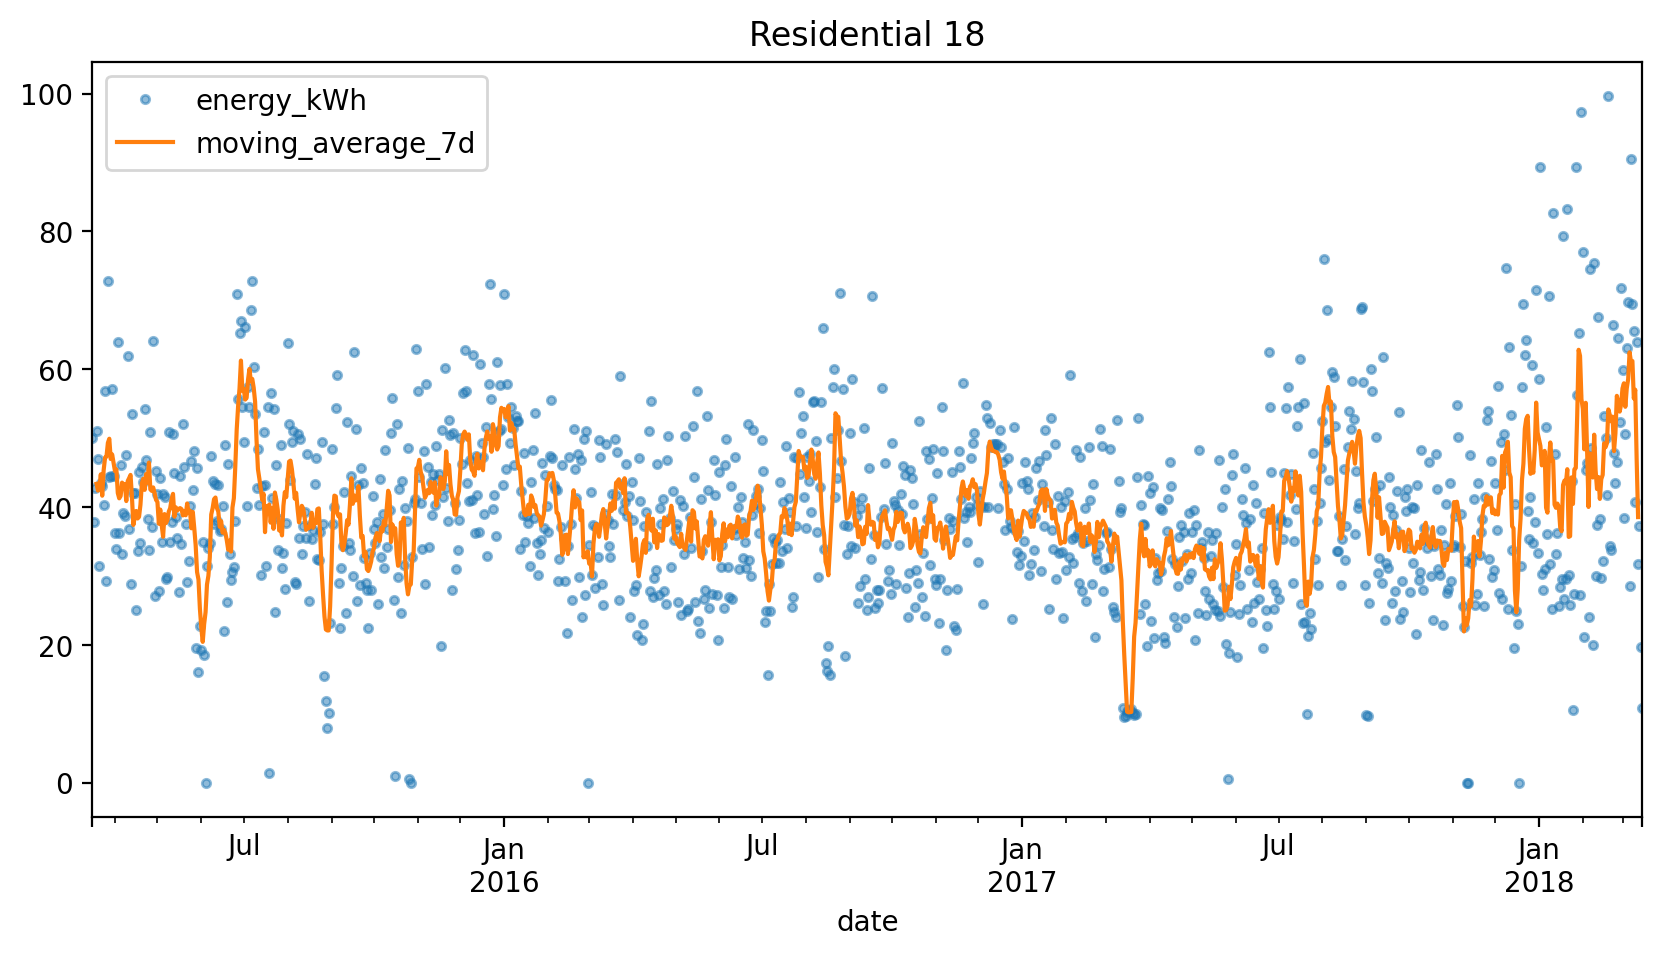 Residential 18
energy_kWh
moving_average_7d
100
80
60
40
20
0
Jul
Jan
2016
Jul
Jan
2017
Jul
Jan
2018
date